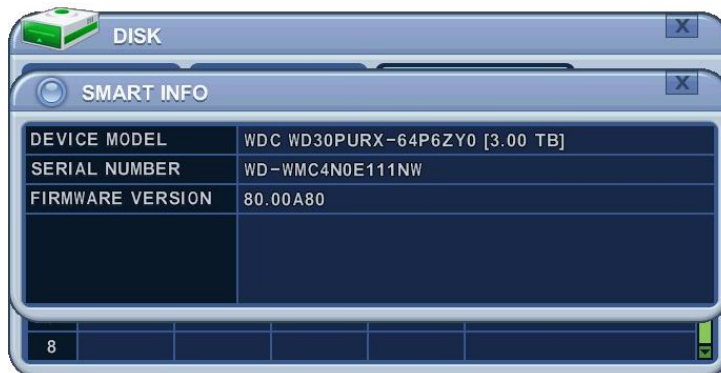 DISK
X
SMART INFO
X
DEVICE MODEL WDC WD30PURX-64P6ZY0 [3.00 TB]
SERIAL NUMBER WD-WMC4N0E111NW
FIRMWARE VERSION 80.00A80
8